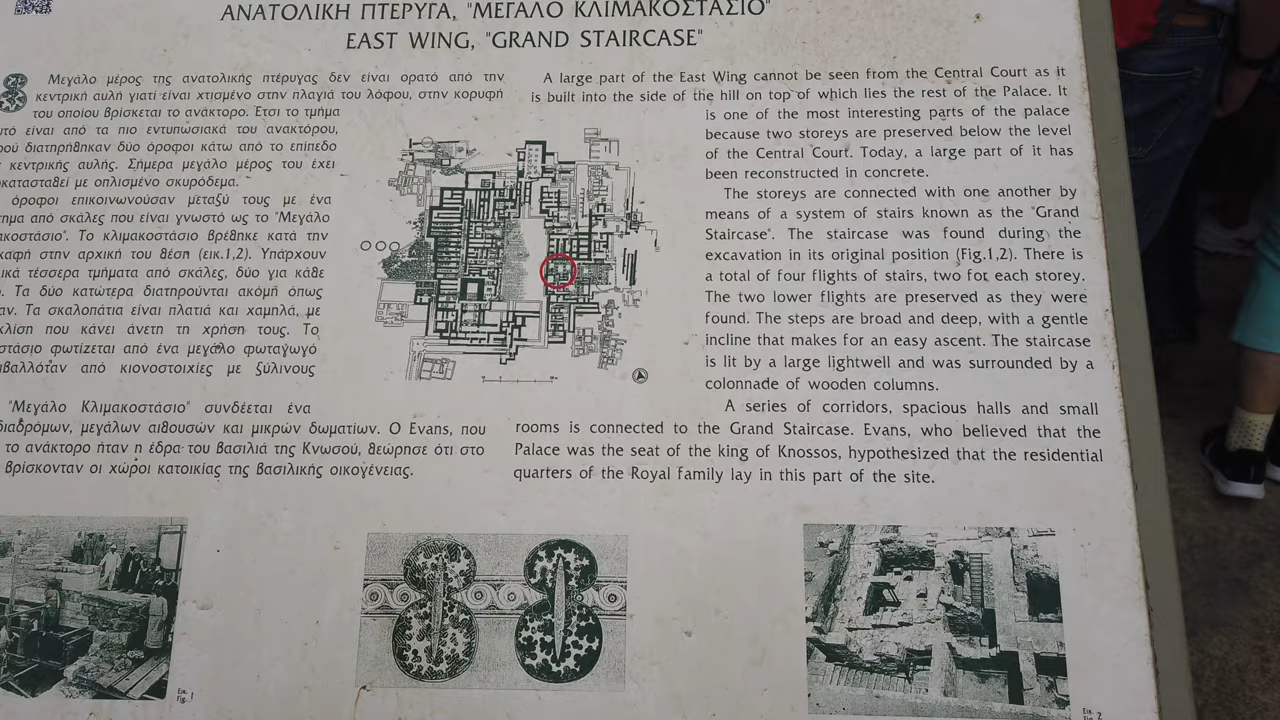 ΑΝΑΤΟΛΙΚΗ ΠΤΕΡΥΓΑ, "ΜΕΓΑΛΟ ΚΛΙΜΑΚΟΣΤΑΣΙΟ"
EAST WING, "GRAND STAIRCASE"
Μεγάλο μέρος της ανατολικής πτέρυγας δεν είναι ορατό από την
κεντρική αυλή γιατί είναι χτισμένο στην πλαγιά του λόφου, στην κορυφή
του οποίου βρίσκεται το ανάκτορο. Έτσι το τμήμα
είναι από τα πιο εντυπωσιακά του ανακτόρου,
διατηρήθηκαν δύο όροφοι κάτω από το επίπεδο
κεντρικής αυλής. Σήμερα μεγάλο μέρος του έχει
με οπλισμένο σκυρόδεμα.
όροφοι επικοινωνούσαν μεταξύ τους με ένα
από σκάλες που είναι γνωστό ως το "Μεγάλο
Το κλιμακοστάσιο βρέθηκε κατά την
στην αρχική του θέση (εικ.1,2). Υπάρχουν
τέσσερα τμήματα από σκάλες, δύο για κάθε
Τα δύο κατώτερα διατηρούνται ακόμη όπως
Τα σκαλοπάτια είναι πλατιά και χαμηλά, με
που κάνει άνετη τη χρήση τους. Το
φωτίζεται από ένα μεγάλο φωταγωγό
από κιονοστοιχίες με ξύλινους
"Μεγάλο Κλιμακοστάσιο" συνδέεται ένα
διαδρόμων, μεγάλων αιθουσών και μικρών δωματίων. Ο Evans, που
το ανάκτορο ήταν η έδρα του βασιλιά της Κνωσού, θεώρησε ότι στο
βρίσκονταν οι χώροι κατοικίας της βασιλικής οικογένειας.
A large part of the East Wing cannot be seen from the Central Court as it
is built into the side of the hill on top of which lies the rest of the Palace. It
is one of the most interesting parts of the palace
because two storeys are preserved below the level
of the Central Court. Today, a large part of it has
been reconstructed in concrete.
The storeys are connected with one another by
means of a system of stairs known as the "Grand
Staircase". The staircase was found during the
excavation in its original position (Fig.1,2). There is
a total of four flights of stairs, two for each storey.
The two lower flights are preserved as they were
found. The steps are broad and deep, with a gentle
incline that makes for an easy ascent. The staircase
is lit by a large lightwell and was surrounded by a
colonnade of wooden columns.
A series of corridors, spacious halls and small
rooms is connected to the Grand Staircase. Evans, who believed that the
Palace was the seat of the king of Knossos, hypothesized that the residential
quarters of the Royal family lay in this part of the site.
Εικ.
Fig. 1
Εικ.
Fig. 2